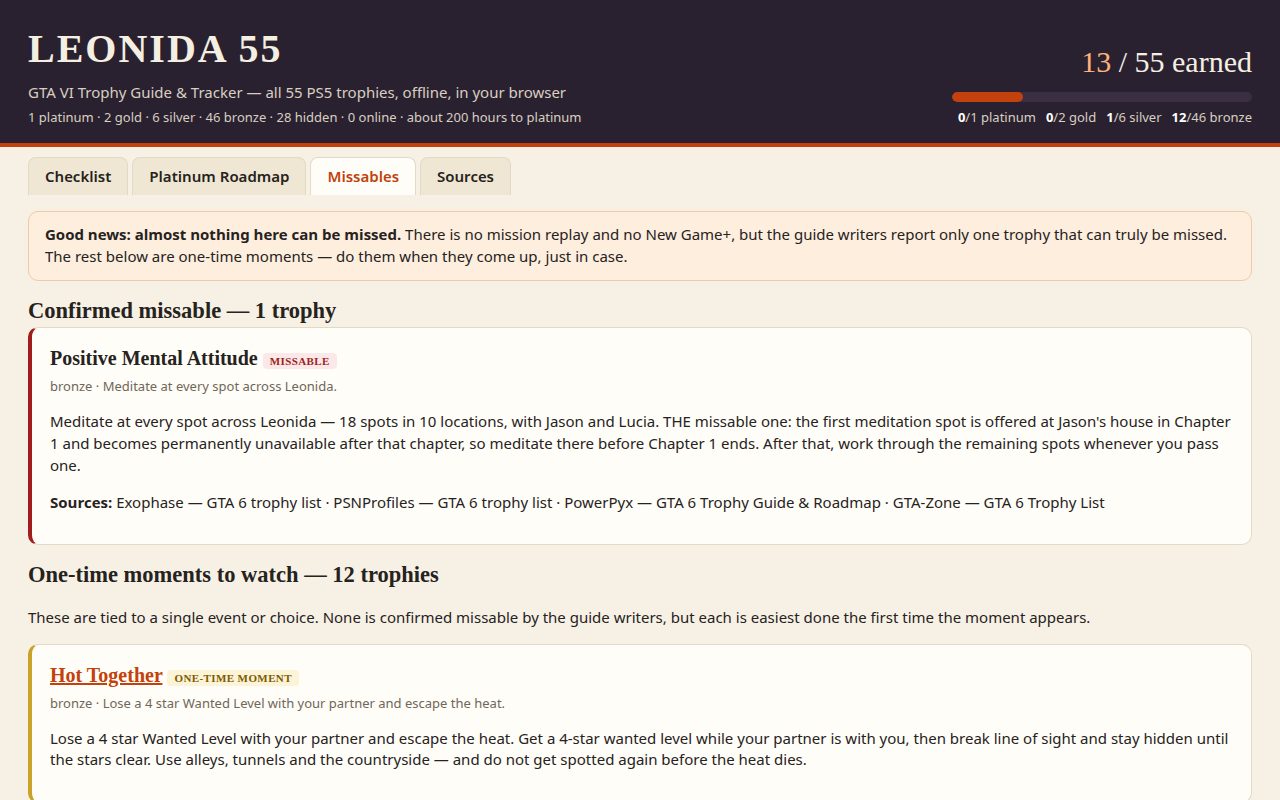 LEONIDA 55
GTA VI Trophy Guide & Tracker — all 55 PS5 trophies, offline, in your browser
1 platinum · 2 gold · 6 silver · 46 bronze · 28 hidden · 0 online · about 200 hours to platinum
13 / 55 earned
0/1 platinum 0/2 gold 1/6 silver 12/46 bronze
Checklist Platinum Roadmap Missables Sources
Good news: almost nothing here can be missed. There is no mission replay and no New Game+, but the guide writers report only one trophy that can truly be missed.
The rest below are one-time moments — do them when they come up, just in case.
Confirmed missable — 1 trophy
Positive Mental Attitude MISSABLE
bronze · Meditate at every spot across Leonida.
Meditate at every spot across Leonida — 18 spots in 10 locations, with Jason and Lucia. THE missable one: the first meditation spot is offered at Jason's house in Chapter
1 and becomes permanently unavailable after that chapter, so meditate there before Chapter 1 ends. After that, work through the remaining spots whenever you pass
one.
Sources: Exophase — GTA 6 trophy list · PSNProfiles — GTA 6 trophy list · PowerPyx — GTA 6 Trophy Guide & Roadmap · GTA-Zone — GTA 6 Trophy List
One-time moments to watch — 12 trophies
These are tied to a single event or choice. None is confirmed missable by the guide writers, but each is easiest done the first time the moment appears.
Hot Together ONE-TIME MOMENT
bronze · Lose a 4 star Wanted Level with your partner and escape the heat.
Lose a 4 star Wanted Level with your partner and escape the heat. Get a 4-star wanted level while your partner is with you, then break line of sight and stay hidden until
the stars clear. Use alleys, tunnels and the countryside — and do not get spotted again before the heat dies.